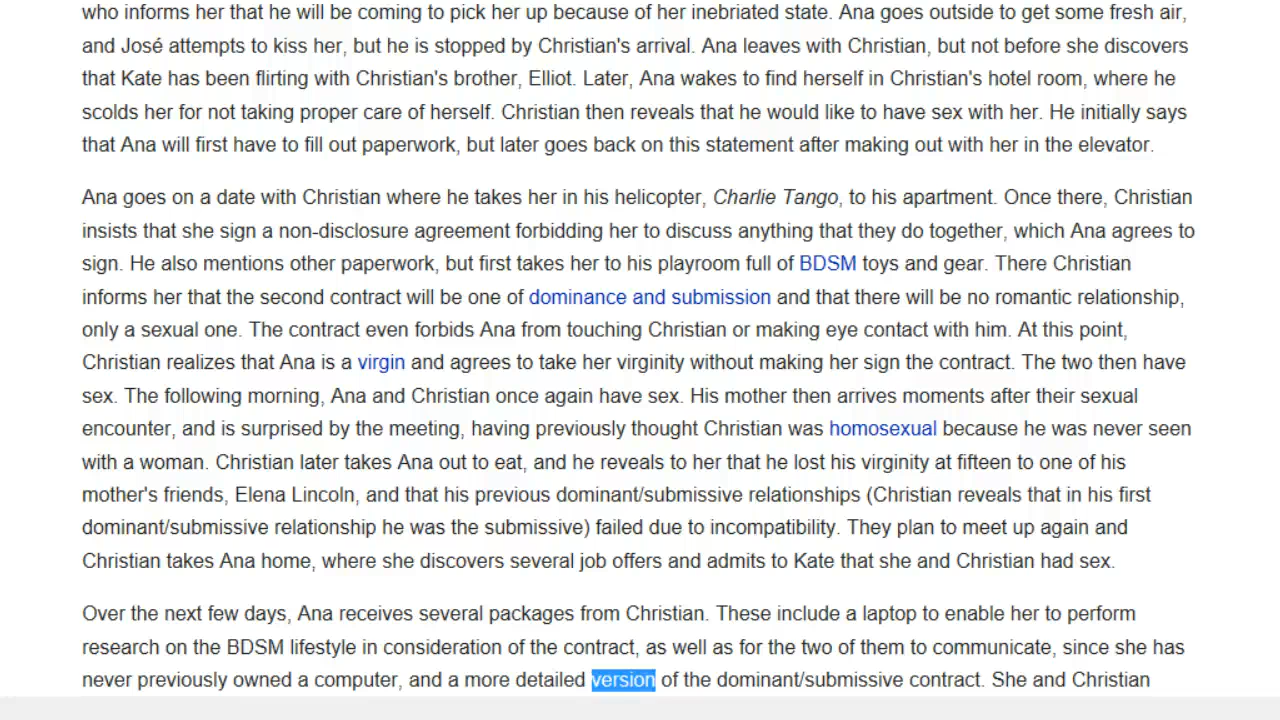 who informs her that he will be coming to pick her up because of her inebriated state. Ana goes outside to get some fresh air,
and José attempts to kiss her, but he is stopped by Christian's arrival. Ana leaves with Christian, but not before she discovers
that Kate has been flirting with Christian's brother, Elliot. Later, Ana wakes to find herself in Christian's hotel room, where he
scolds her for not taking proper care of herself. Christian then reveals that he would like to have sex with her. He initially says
that Ana will first have to fill out paperwork, but later goes back on this statement after making out with her in the elevator.
Ana goes on a date with Christian where he takes her in his helicopter, Charlie Tango, to his apartment. Once there, Christian
insists that she sign a non-disclosure agreement forbidding her to discuss anything that they do together, which Ana agrees to
sign. He also mentions other paperwork, but first takes her to his playroom full of BDSM toys and gear. There Christian
informs her that the second contract will be one of dominance and submission and that there will be no romantic relationship,
only a sexual one. The contract even forbids Ana from touching Christian or making eye contact with him. At this point,
Christian realizes that Ana is a virgin and agrees to take her virginity without making her sign the contract. The two then have
sex. The following morning, Ana and Christian once again have sex. His mother then arrives moments after their sexual
encounter, and is surprised by the meeting, having previously thought Christian was homosexual because he was never seen
with a woman. Christian later takes Ana out to eat, and he reveals to her that he lost his virginity at fifteen to one of his
mother's friends, Elena Lincoln, and that his previous dominant/submissive relationships (Christian reveals that in his first
dominant/submissive relationship he was the submissive) failed due to incompatibility. They plan to meet up again and
Christian takes Ana home, where she discovers several job offers and admits to Kate that she and Christian had sex.
Over the next few days, Ana receives several packages from Christian. These include a laptop to enable her to perform
research on the BDSM lifestyle in consideration of the contract, as well as for the two of them to communicate, since she has
never previously owned a computer, and a more detailed version of the dominant/submissive contract. She and Christian